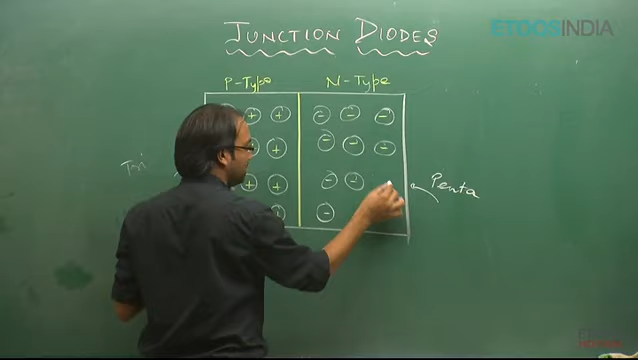 JUNCTION DIODES
ETOOSINDIA
P-Type N-Type
+ + - - -
+ - - -
Tri + + - - Penta
-